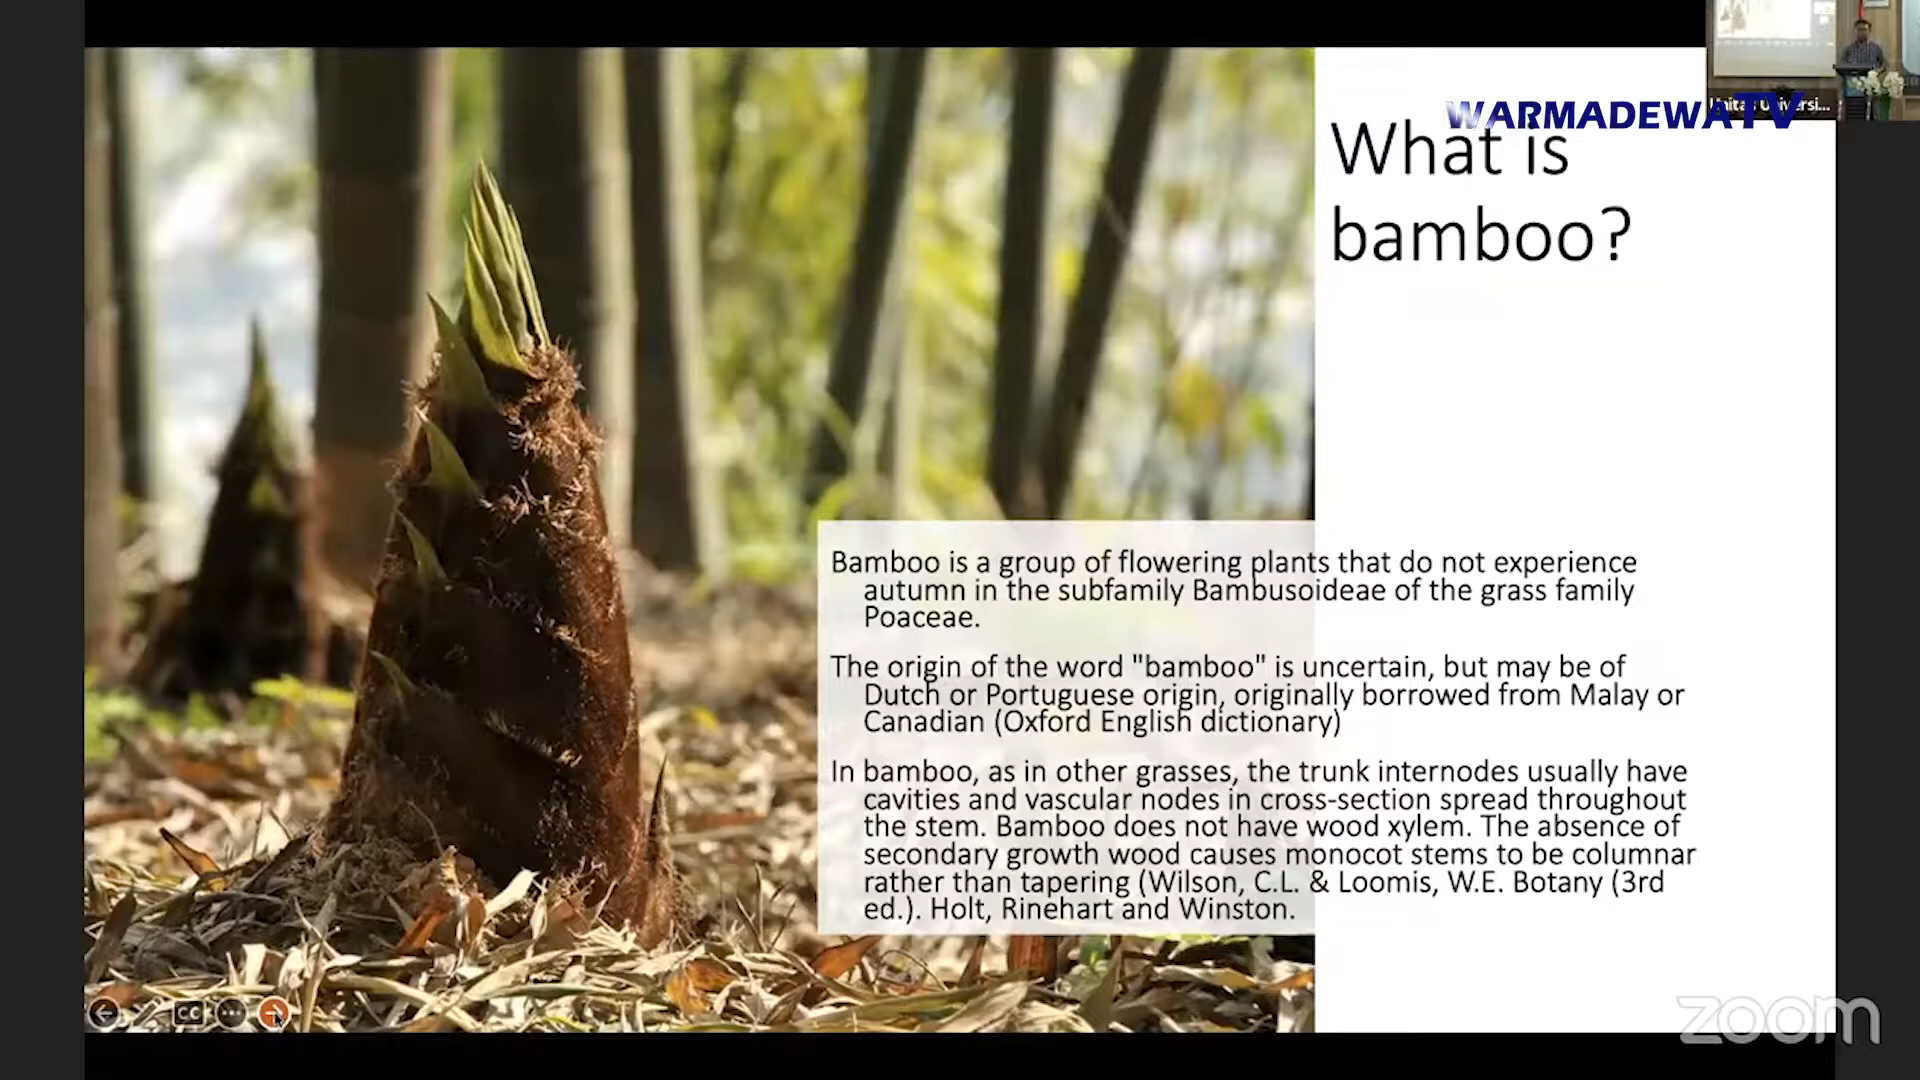 WARMADEWATV
What is
bamboo?
Bamboo is a group of flowering plants that do not experience
autumn in the subfamily Bambusoideae of the grass family
Poaceae.
The origin of the word "bamboo" is uncertain, but may be of
Dutch or Portuguese origin, originally borrowed from Malay or
Canadian (Oxford English dictionary)
In bamboo, as in other grasses, the trunk internodes usually have
cavities and vascular nodes in cross-section spread throughout
the stem. Bamboo does not have wood xylem. The absence of
secondary growth wood causes monocot stems to be columnar
rather than tapering (Wilson, C.L. & Loomis, W.E. Botany (3rd
ed.). Holt, Rinehart and Winston.
CC
zoom